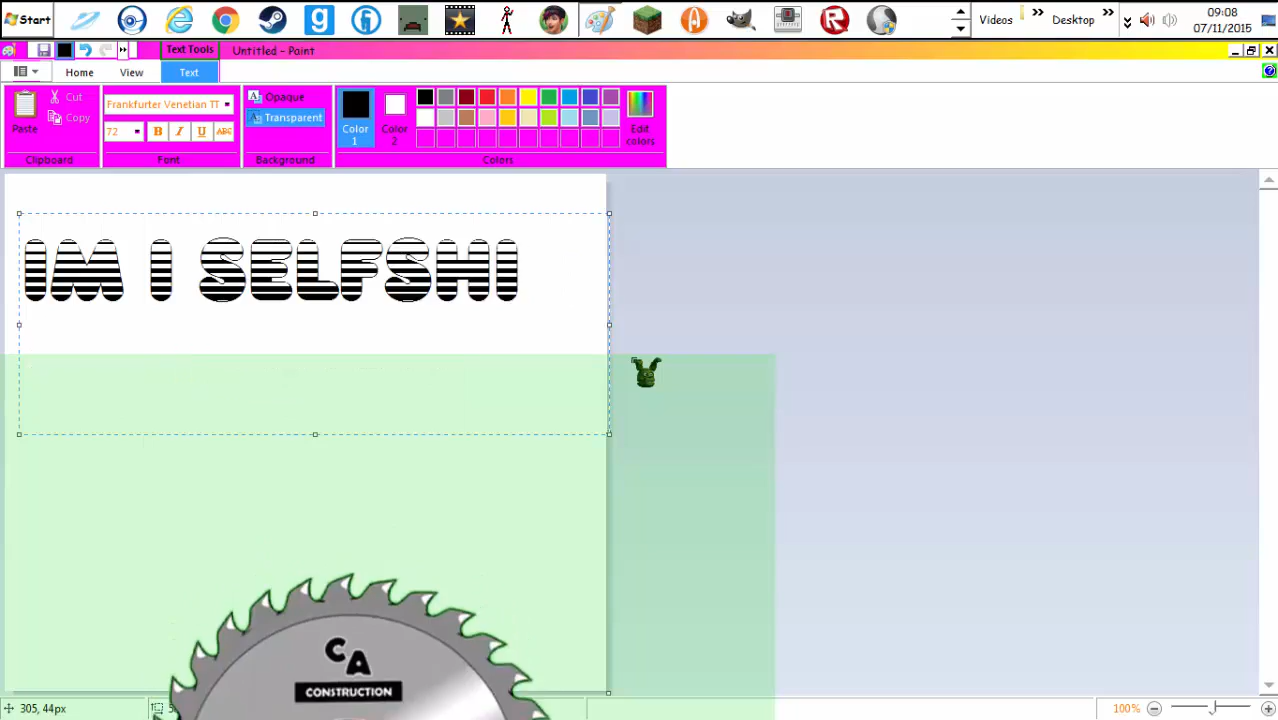 Start
Videos
»
Desktop
»
09:08
07/11/2015
Text Tools
Untitled - Paint
Home
View
Text
Paste
Cut
Copy
Clipboard
Frankfurter Venetian TT
72
B I U ABC
Font
Opaque
Transparent
Background
Color 1
Color 2
Edit colors
Colors
IM I SELFSHI
CA
CONSTRUCTION
305, 44px
100%